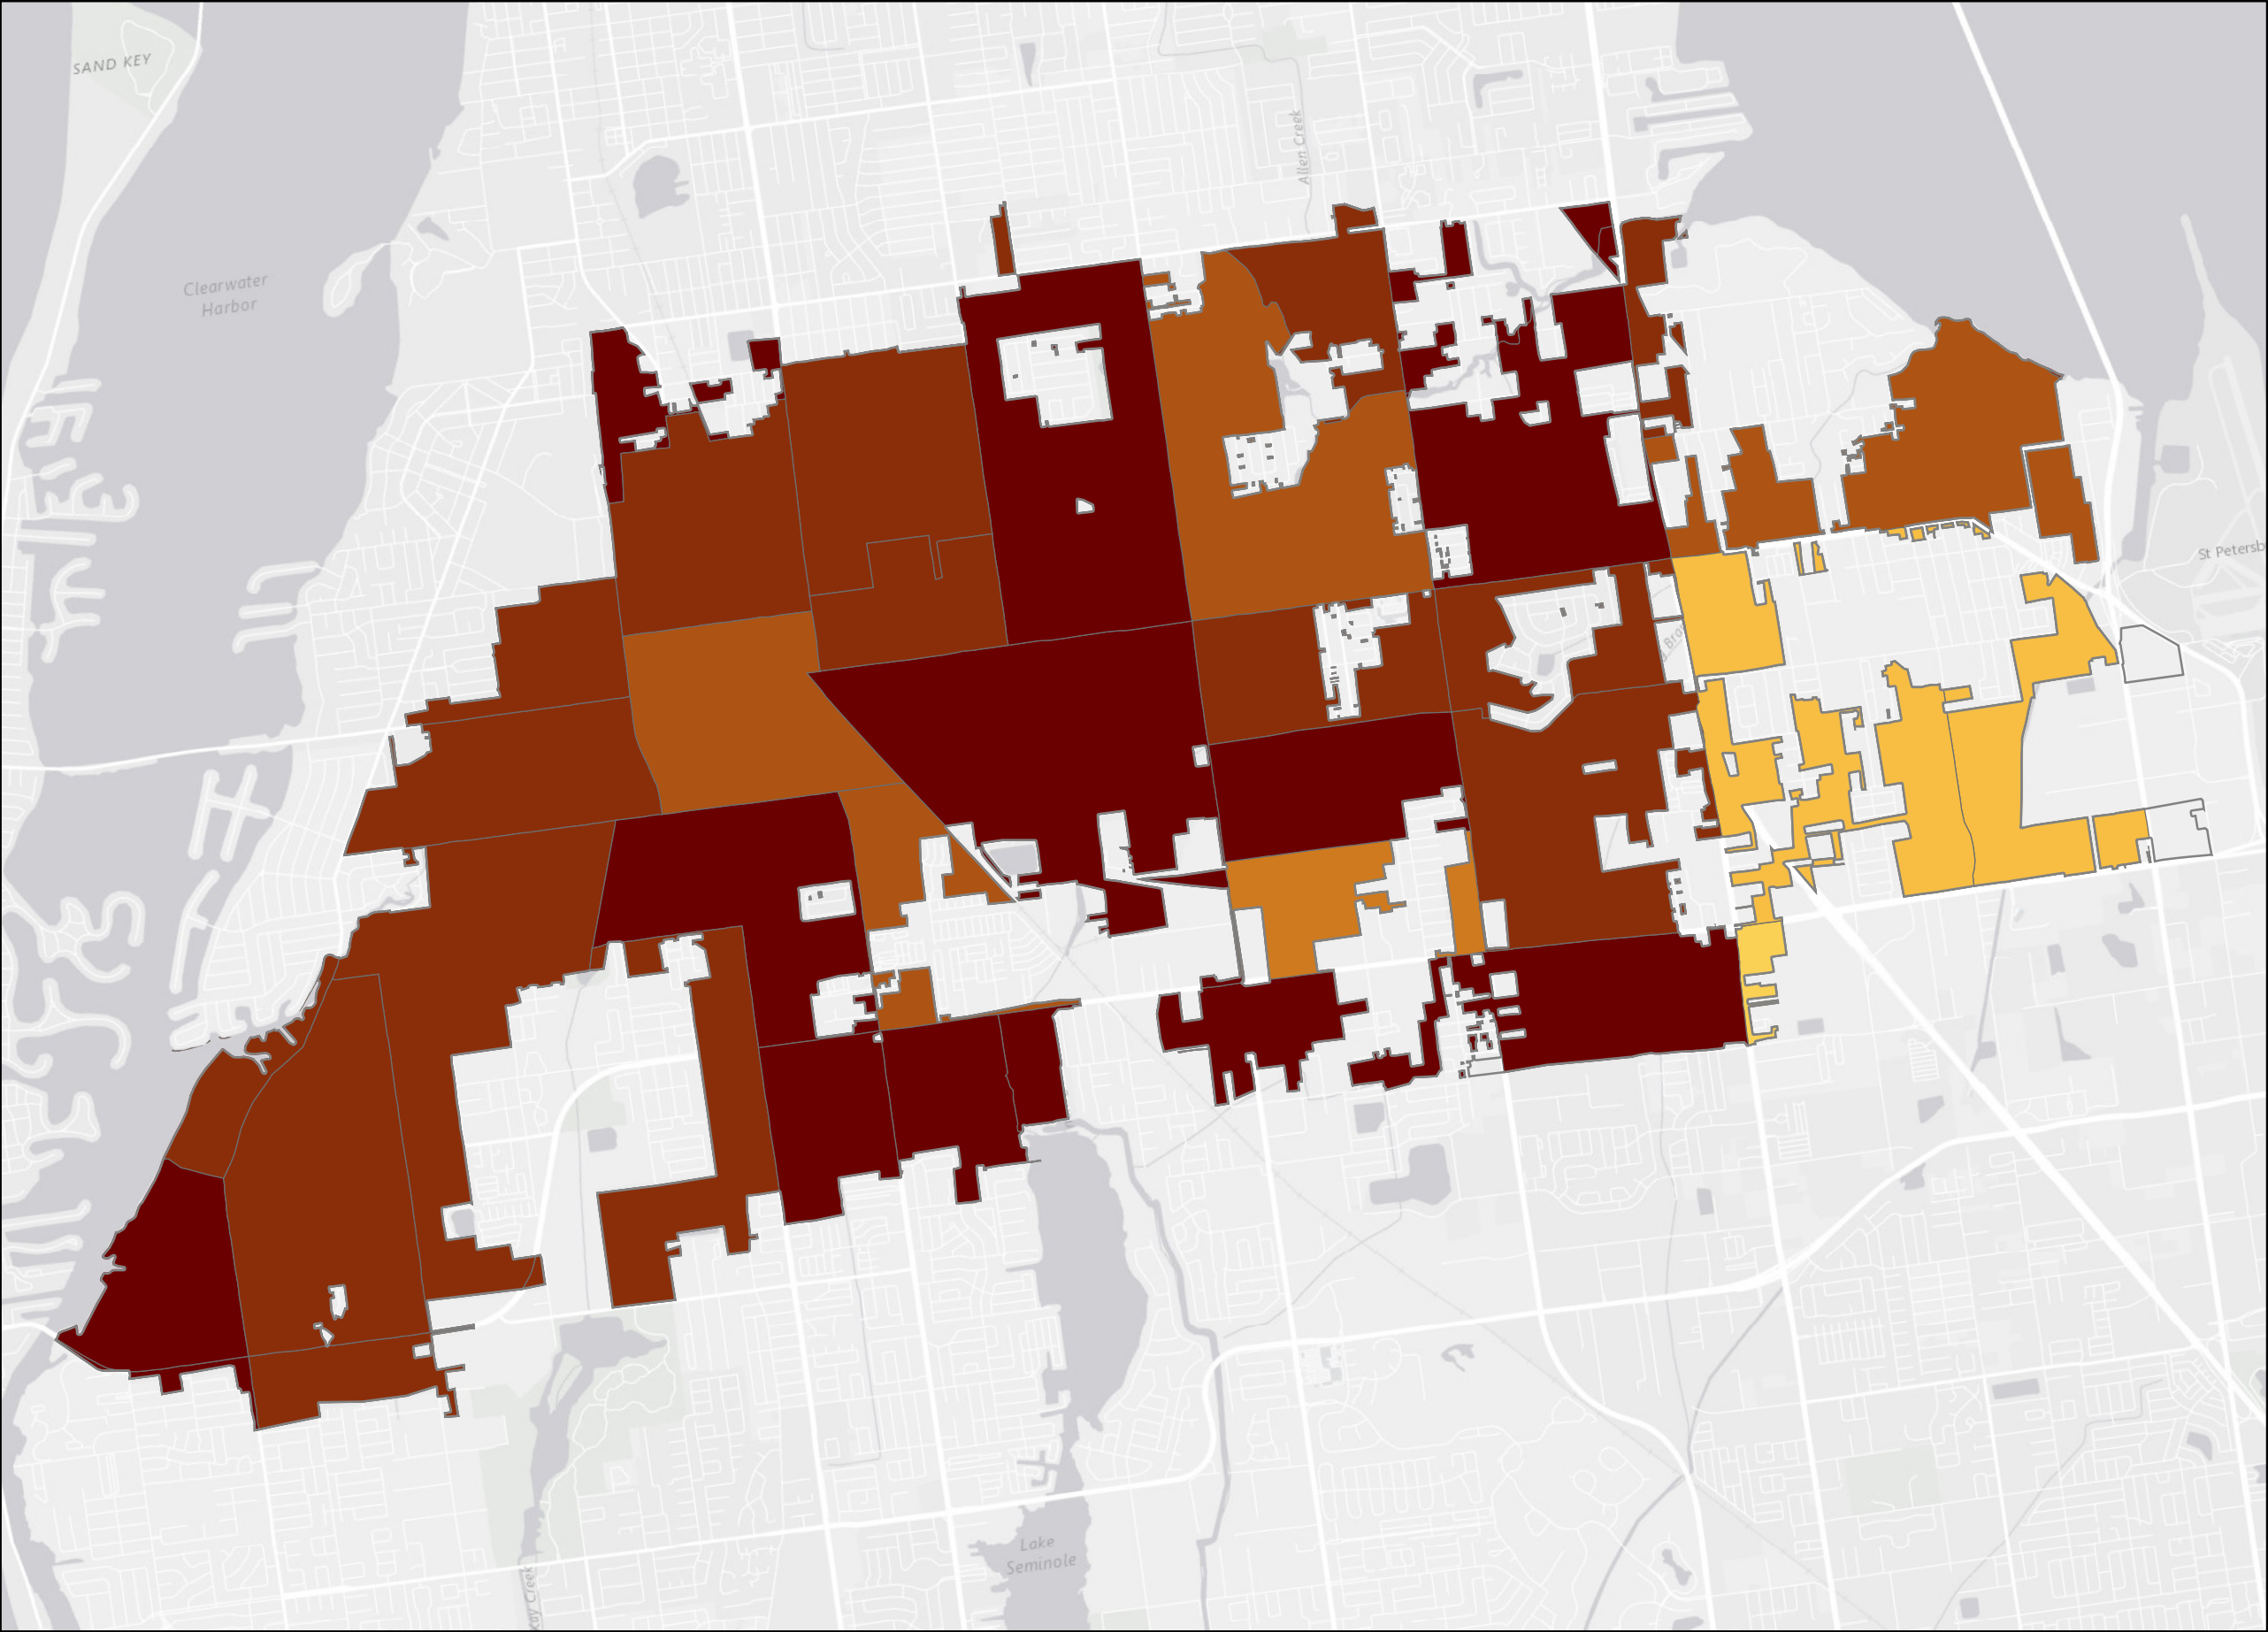 SAND KEY
Allen Creek
Clearwater
Harbor
St Petersb
Lake
Seminole